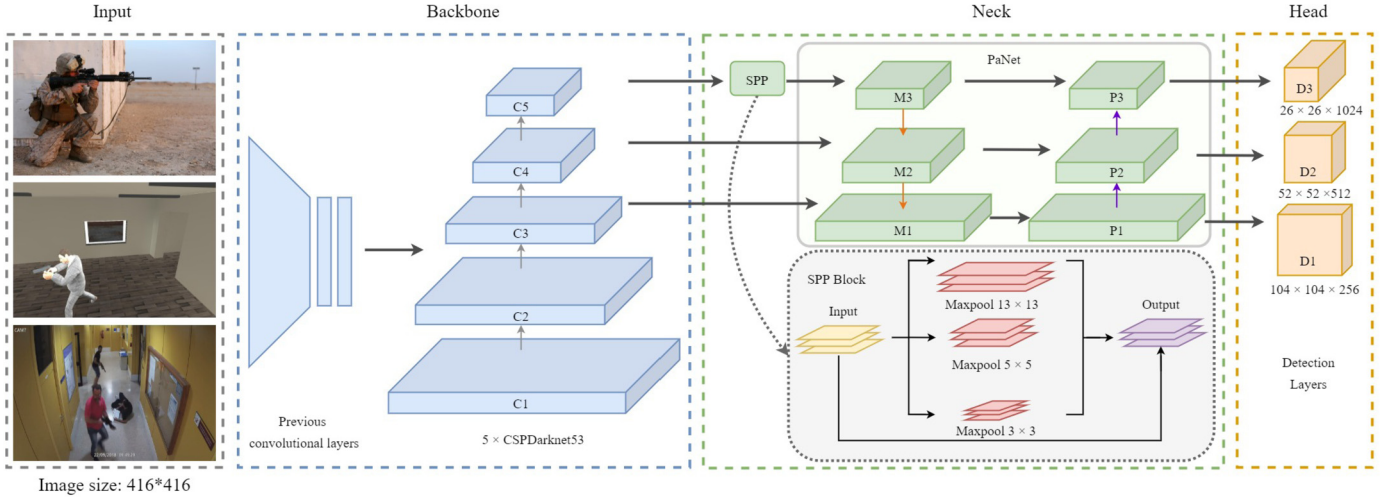 Input
Backbone
Neck
Head
PaNet
SPP
C5
C4
C3
C2
C1
M3
M2
M1
P3
P2
P1
D3
26 × 26 × 1024
D2
52 × 52 ×512
D1
104 × 104 × 256
Detection
Layers
Previous
convolutional layers
5 × CSPDarknet53
SPP Block
Input
Maxpool 13 × 13
Maxpool 5 × 5
Maxpool 3 × 3
Output
Image size: 416*416